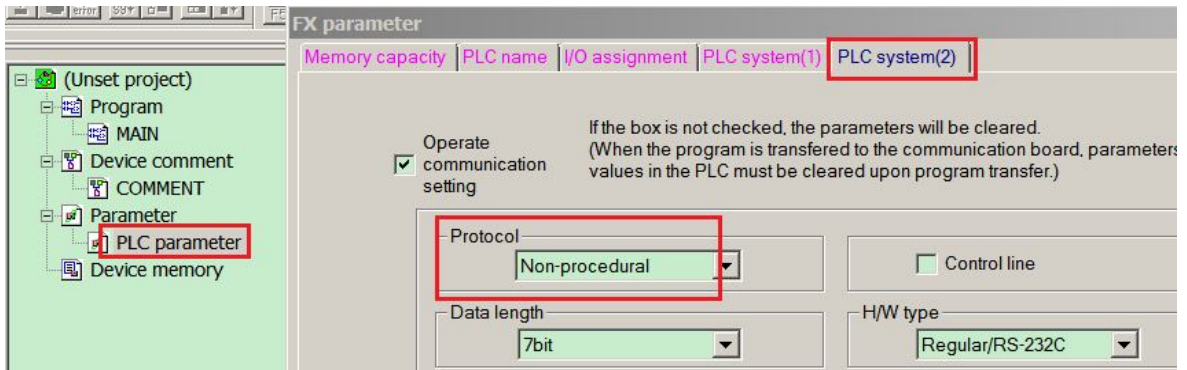 error
FX parameter
Memory capacity PLC name I/O assignment PLC system(1) PLC system(2)
(Unset project)
Program
MAIN
Device comment
COMMENT
Parameter
PLC parameter
Device memory
Operate
communication
setting
If the box is not checked, the parameters will be cleared.
(When the program is transfered to the communication board, parameters
values in the PLC must be cleared upon program transfer.)
Protocol
Non-procedural
Control line
Data length
7bit
H/W type
Regular/RS-232C